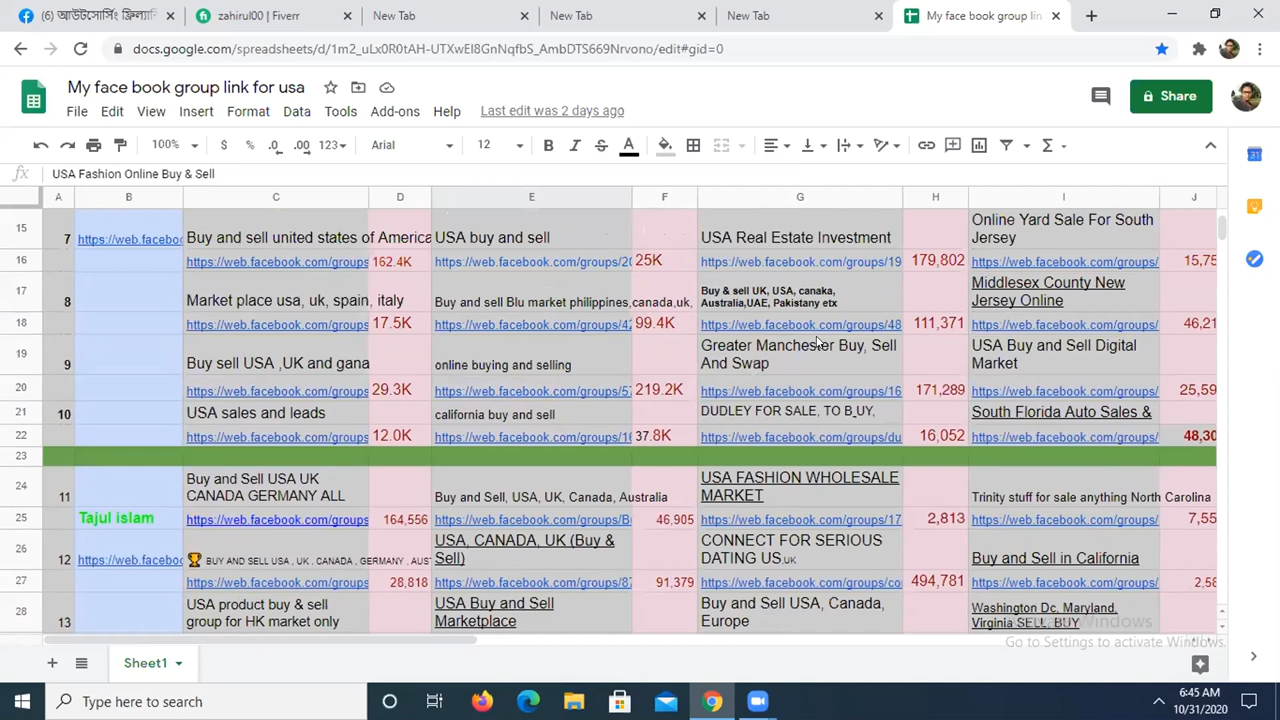 (6) আউটসোর্সিং ফ্রিল্যা
zahirul00 | Fiverr
New Tab
New Tab
New Tab
My face book group link for usa
docs.google.com/spreadsheets/d/1m2_uLx0R0tAH-UTXwEI8GnNqfbS_AmbDTS669Nrvono/edit#gid=0
My face book group link for usa
File Edit View Insert Format Data Tools Add-ons Help Last edit was 2 days ago
Share
100% $ % .0 .00 123 Arial 12 B I S A
fx USA Fashion Online Buy & Sell
A B C D E F G H I J
15 7 https://web.facebo Buy and sell united states of America USA buy and sell USA Real Estate Investment Online Yard Sale For South
Jersey
16 https://web.facebook.com/groups 162.4K https://web.facebook.com/groups/20 25K https://web.facebook.com/groups/19 179,802 https://web.facebook.com/groups/ 15,75
17 8 Market place usa, uk, spain, italy Buy and sell Blu market philippines,canada,uk, Buy & sell UK, USA, canaka, Middlesex County New
Australia,UAE, Pakistany etx Jersey Online
18 https://web.facebook.com/groups 17.5K https://web.facebook.com/groups/42 99.4K https://web.facebook.com/groups/48 111,371 https://web.facebook.com/groups/ 46,21
19 9 Buy sell USA ,UK and gana online buying and selling Greater Manchester Buy, Sell USA Buy and Sell Digital
And Swap Market
20 https://web.facebook.com/groups 29.3K https://web.facebook.com/groups/57 219.2K https://web.facebook.com/groups/16 171,289 https://web.facebook.com/groups/ 25,59
21 10 USA sales and leads california buy and sell DUDLEY FOR SALE, TO B,UY, South Florida Auto Sales &
22 https://web.facebook.com/groups 12.0K https://web.facebook.com/groups/10 37.8K https://web.facebook.com/groups/du 16,052 https://web.facebook.com/groups/ 48,30
23
24 11 Buy and Sell USA UK Buy and Sell, USA, UK, Canada, Australia USA FASHION WHOLESALE Trinity stuff for sale anything North Carolina
CANADA GERMANY ALL MARKET
25 Tajul islam https://web.facebook.com/groups 164,556 https://web.facebook.com/groups/B 46,905 https://web.facebook.com/groups/17 2,813 https://web.facebook.com/groups/ 7,55
26 12 https://web.facebo BUY AND SELL USA , UK , CANADA , GERMANY , AUS USA, CANADA, UK (Buy & CONNECT FOR SERIOUS Buy and Sell in California
Sell) DATING US.UK
27 28,818 https://web.facebook.com/groups https://web.facebook.com/groups/87 91,379 https://web.facebook.com/groups/co 494,781 https://web.facebook.com/groups/ 2,58
28 13 USA product buy & sell USA Buy and Sell Buy and Sell USA, Canada, Washington Dc, Maryland,
group for HK market only Marketplace Europe Virginia SELL, BUY
Activate Windows
Go to Settings to activate Windows.
Sheet1
Type here to search
6:45 AM
10/31/2020